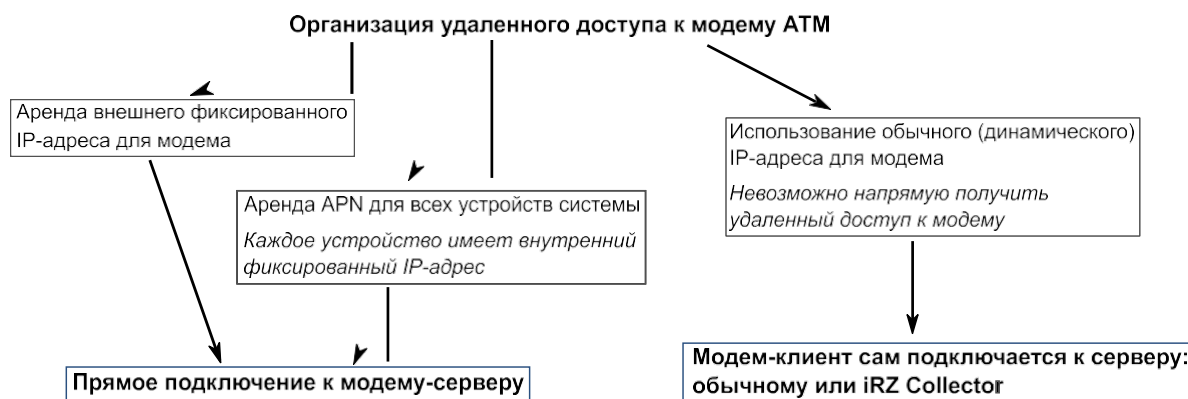 Организация удаленного доступа к модему ATM
Аренда внешнего фиксированного
IP-адреса для модема
Использование обычного (динамического)
IP-адреса для модема
Невозможно напрямую получить
удаленный доступ к модему
Аренда APN для всех устройств системы
Каждое устройство имеет внутренний
фиксированный IP-адрес
Прямое подключение к модему-серверу
Модем-клиент сам подключается к серверу:
обычному или iRZ Collector